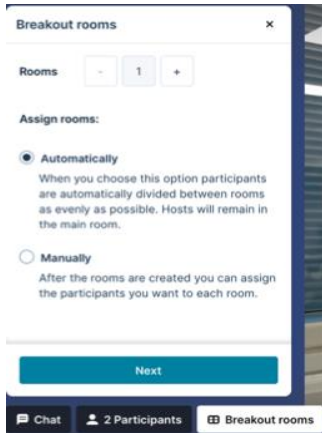 Breakout rooms ×
Rooms - 1 +
Assign rooms:
Automatically
When you choose this option participants
are automatically divided between rooms
as evenly as possible. Hosts will remain in
the main room.
Manually
After the rooms are created you can assign
the participants you want to each room.
Next
Chat 2 Participants Breakout rooms